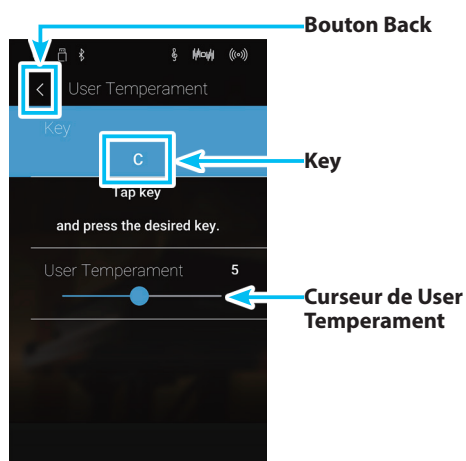 Bouton Back
User Temperament
Key
C
Key
Tap key
and press the desired key.
User Temperament 5
Curseur de User
Temperament